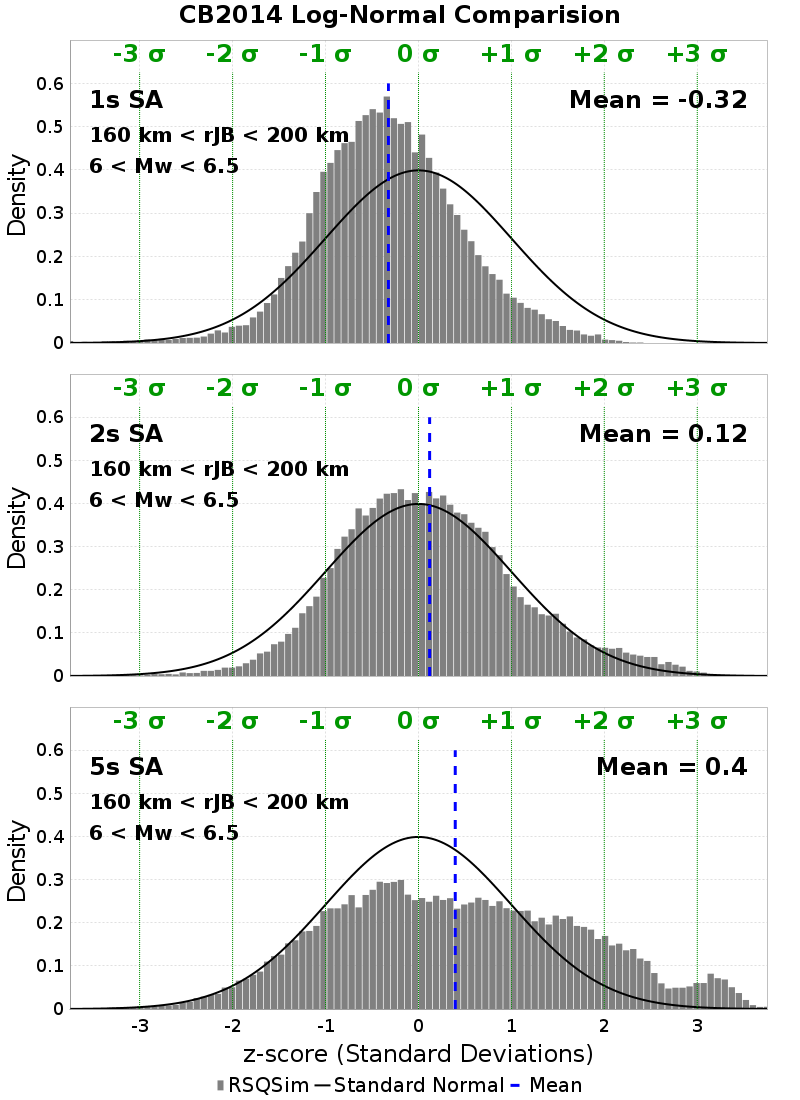 CB2014 Log-Normal Comparision
-3 σ -2 σ -1 σ 0 σ +1 σ +2 σ +3 σ
0.6
1s SA Mean = -0.32
0.5
160 km < rJB < 200 km
6 < Mw < 6.5
0.4
Density
0.3
0.2
0.1
0
-3 σ -2 σ -1 σ 0 σ +1 σ +2 σ +3 σ
0.6
2s SA Mean = 0.12
0.5
160 km < rJB < 200 km
6 < Mw < 6.5
0.4
Density
0.3
0.2
0.1
0
-3 σ -2 σ -1 σ 0 σ +1 σ +2 σ +3 σ
0.6
5s SA Mean = 0.4
0.5
160 km < rJB < 200 km
6 < Mw < 6.5
0.4
Density
0.3
0.2
0.1
0
-3 -2 -1 0 1 2 3
z-score (Standard Deviations)
RSQSim Standard Normal Mean